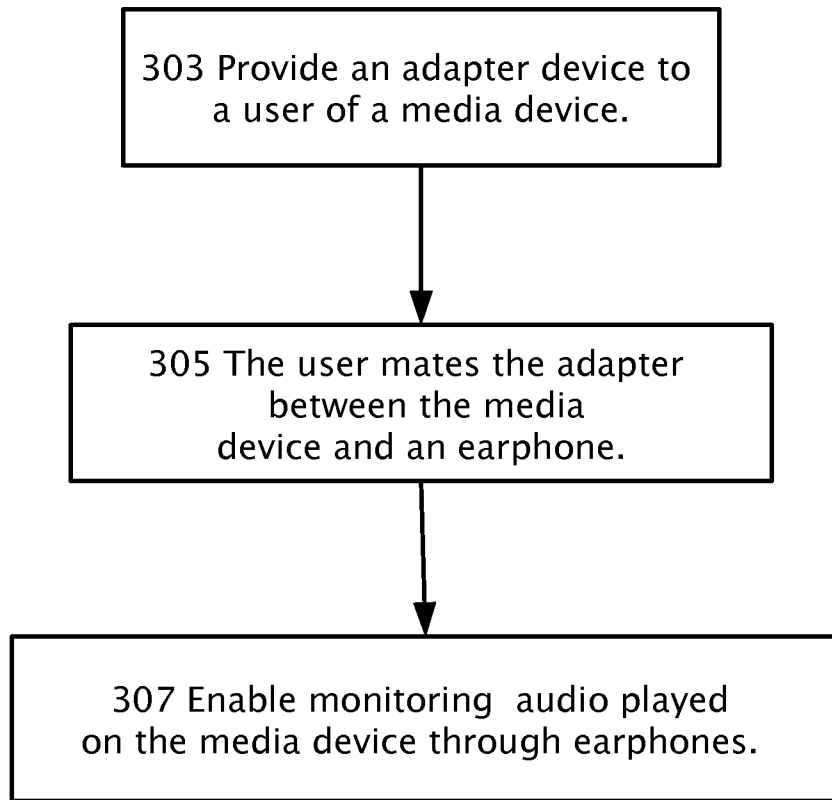 303 Provide an adapter device to
a user of a media device.
305 The user mates the adapter
between the media
device and an earphone.
307 Enable monitoring  audio played
on the media device through earphones.